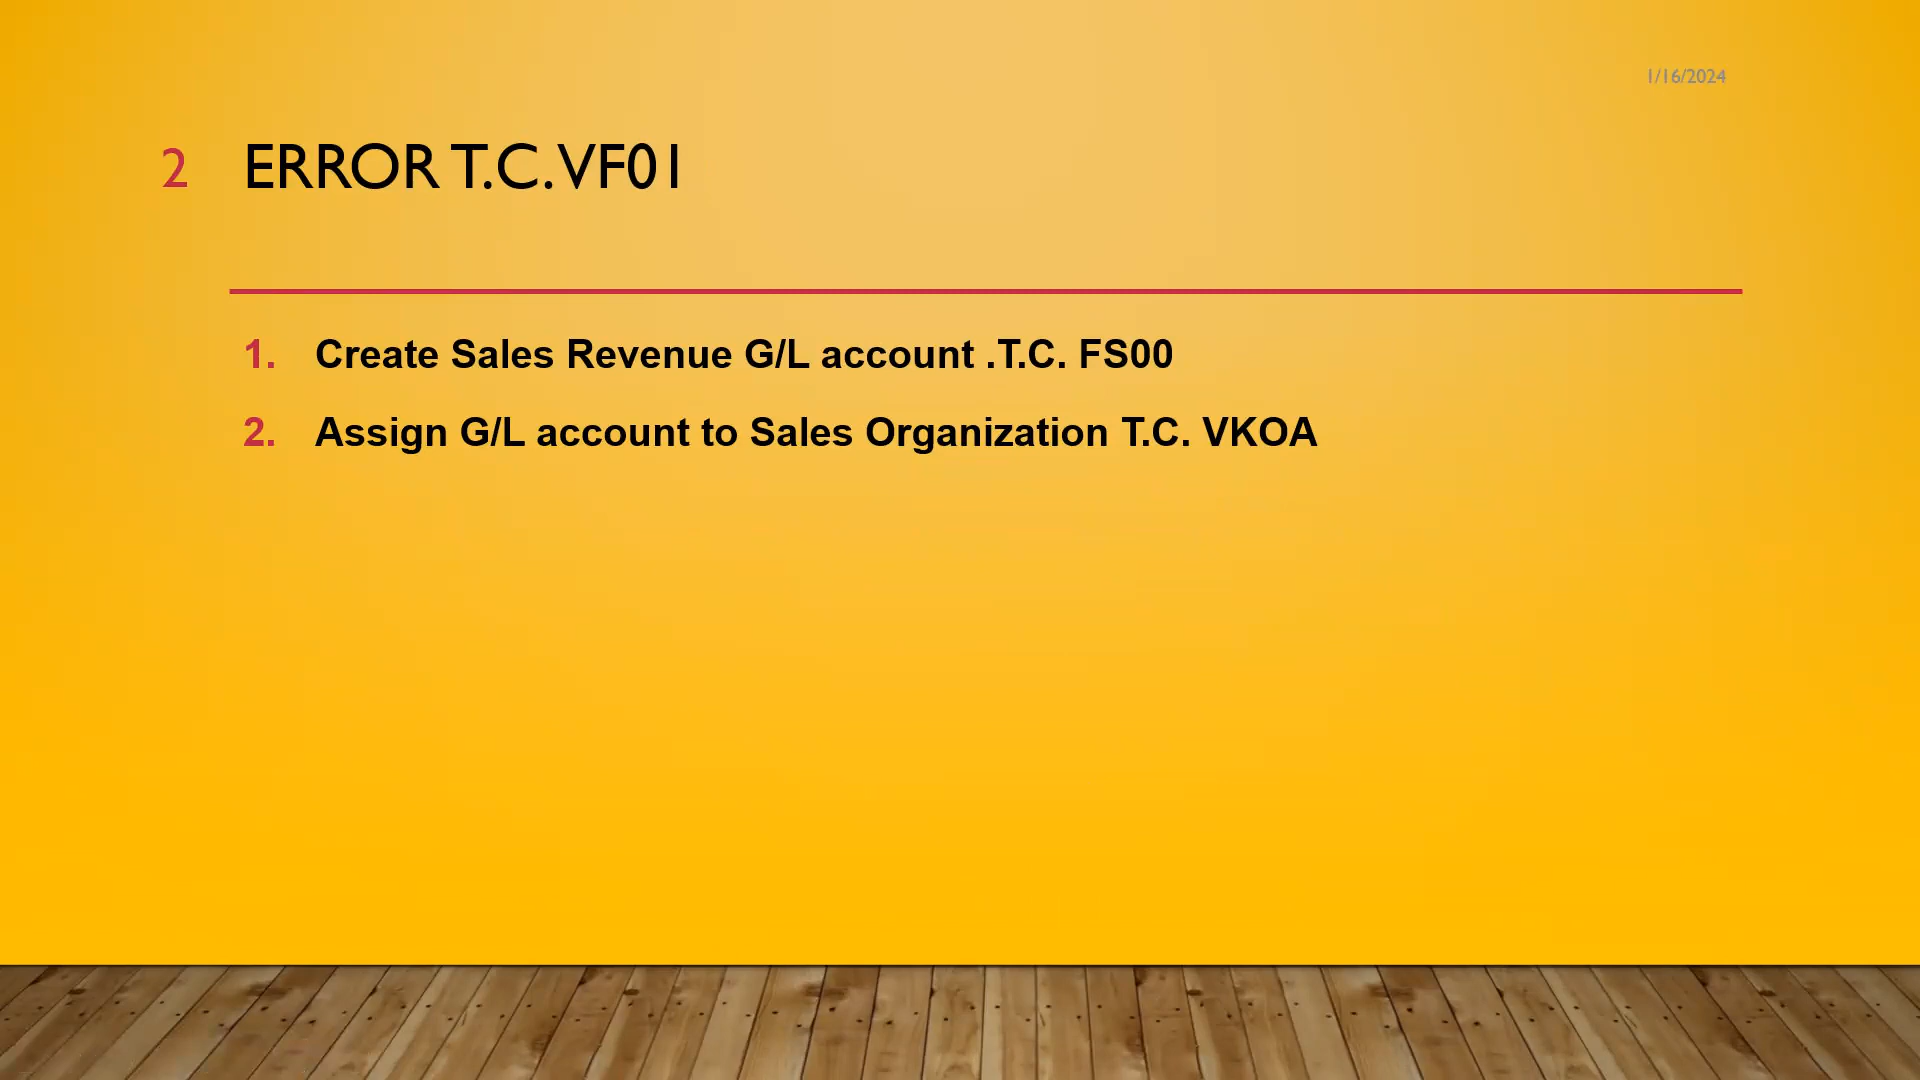 1/16/2024
2 ERROR T.C. VF01
1. Create Sales Revenue G/L account .T.C. FS00
2. Assign G/L account to Sales Organization T.C. VKOA